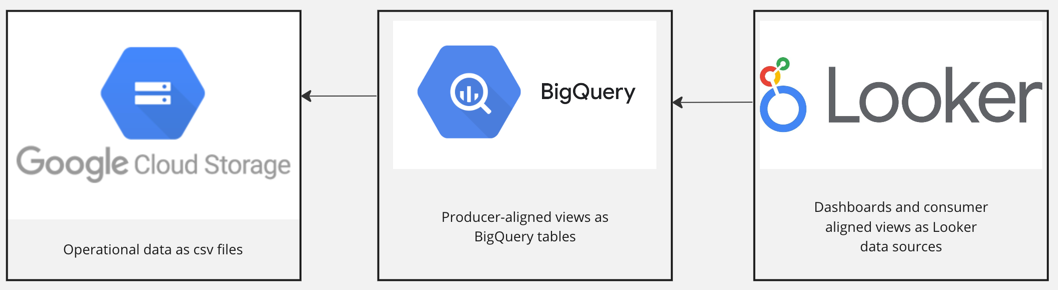 Google Cloud Storage
Operational data as csv files
BigQuery
Producer-aligned views as
BigQuery tables
Looker
Dashboards and consumer
aligned views as Looker
data sources